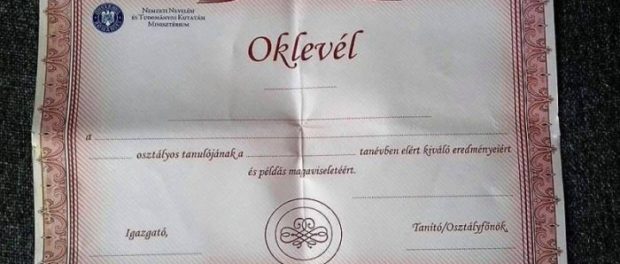 NEMZETI NEVELÉSI
ÉS TUDOMÁNYOS KUTATÁSI
MINISZTÉRIUM
Oklevél
a
osztályos tanulójának a tanévben elért kiváló eredményeiért
és példás magaviseletéért.
Igazgató,
Tanító/Osztályfőnök,